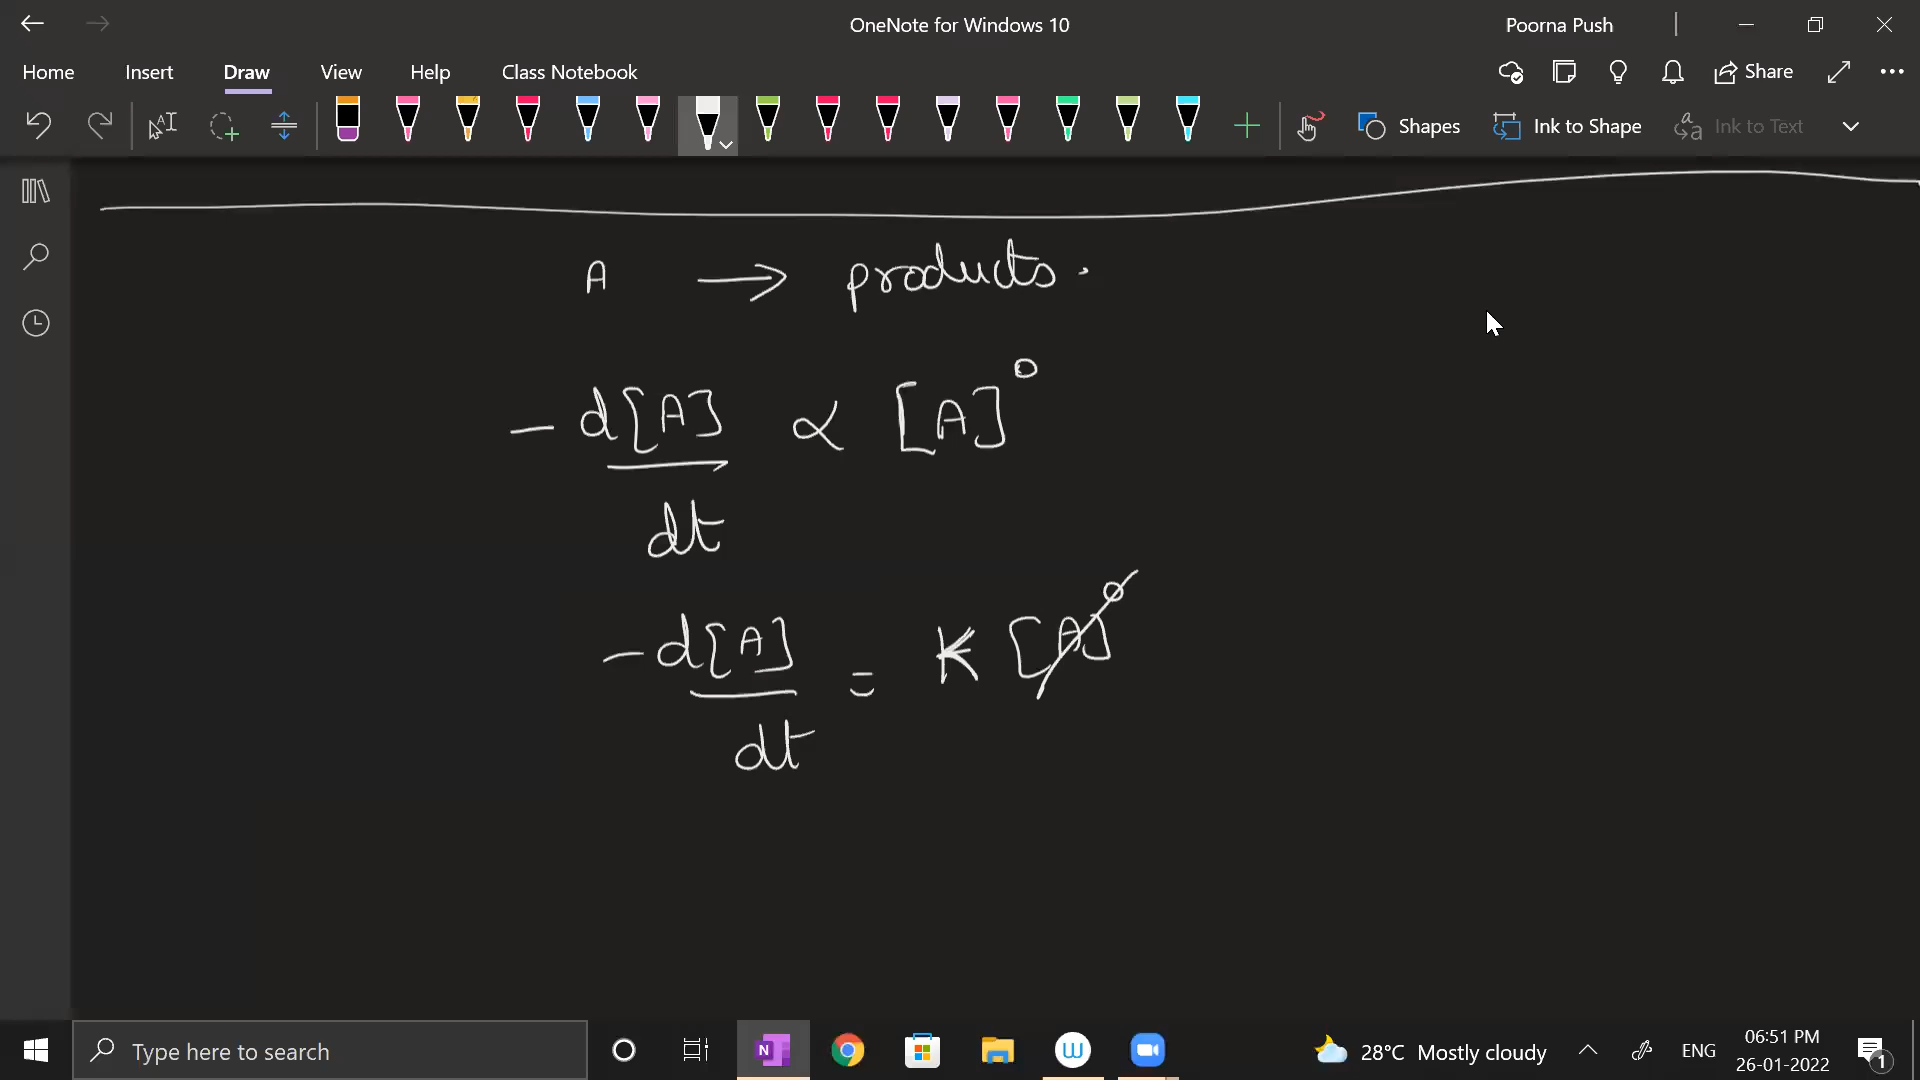 OneNote for Windows 10
Poorna Push
Home Insert Draw View Help Class Notebook
Share
Shapes Ink to Shape Ink to Text
A → products.
- d[A] ∝ [A]⁰
dt
- d[A] = K [A]⁰
dt
Type here to search
28°C Mostly cloudy
ENG
06:51 PM
26-01-2022
1